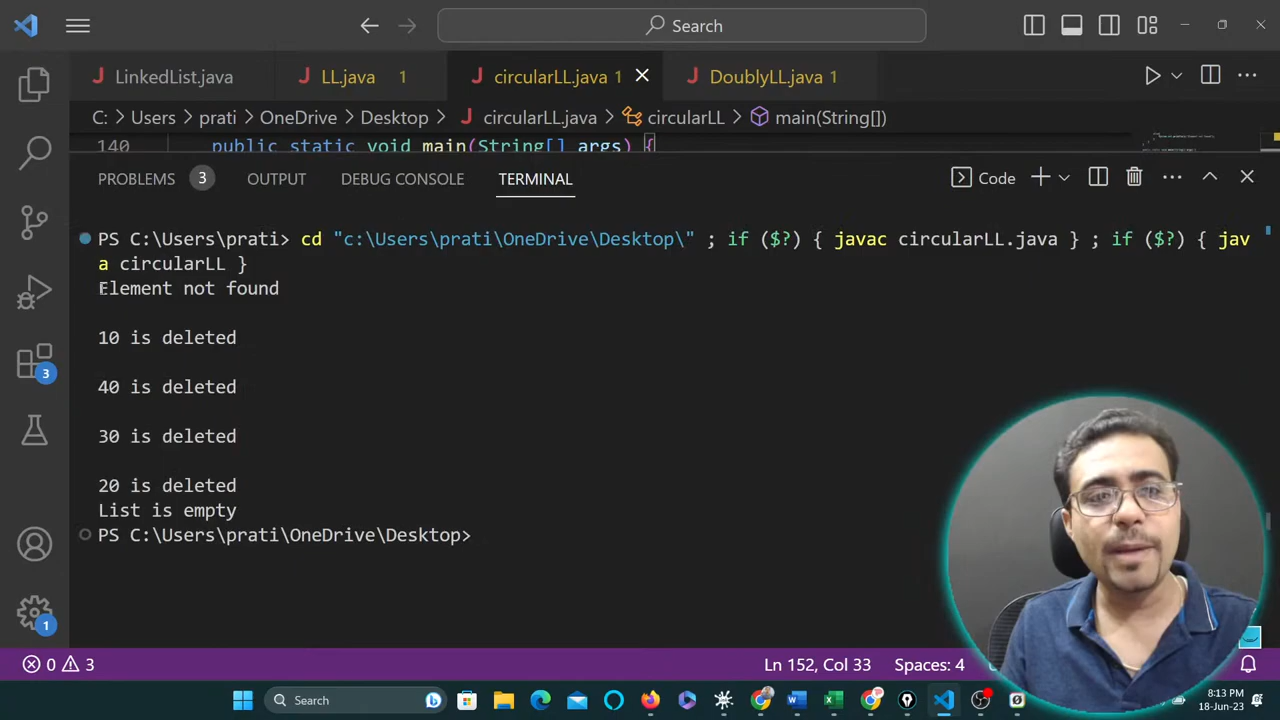 Search
LinkedList.java
LL.java 1
circularLL.java 1
DoublyLL.java 1
C: > Users > prati > OneDrive > Desktop > circularLL.java > circularLL > main(String[])
140 public static void main(String[] args) {
PROBLEMS 3 OUTPUT DEBUG CONSOLE TERMINAL
Code
PS C:\Users\prati> cd "c:\Users\prati\OneDrive\Desktop\" ; if ($?) { javac circularLL.java } ; if ($?) { jav
a circularLL }
Element not found
10 is deleted
40 is deleted
30 is deleted
20 is deleted
List is empty
PS C:\Users\prati\OneDrive\Desktop>
3
1
0 3
Ln 152, Col 33
Spaces: 4
Search
8:13 PM
18-Jun-23